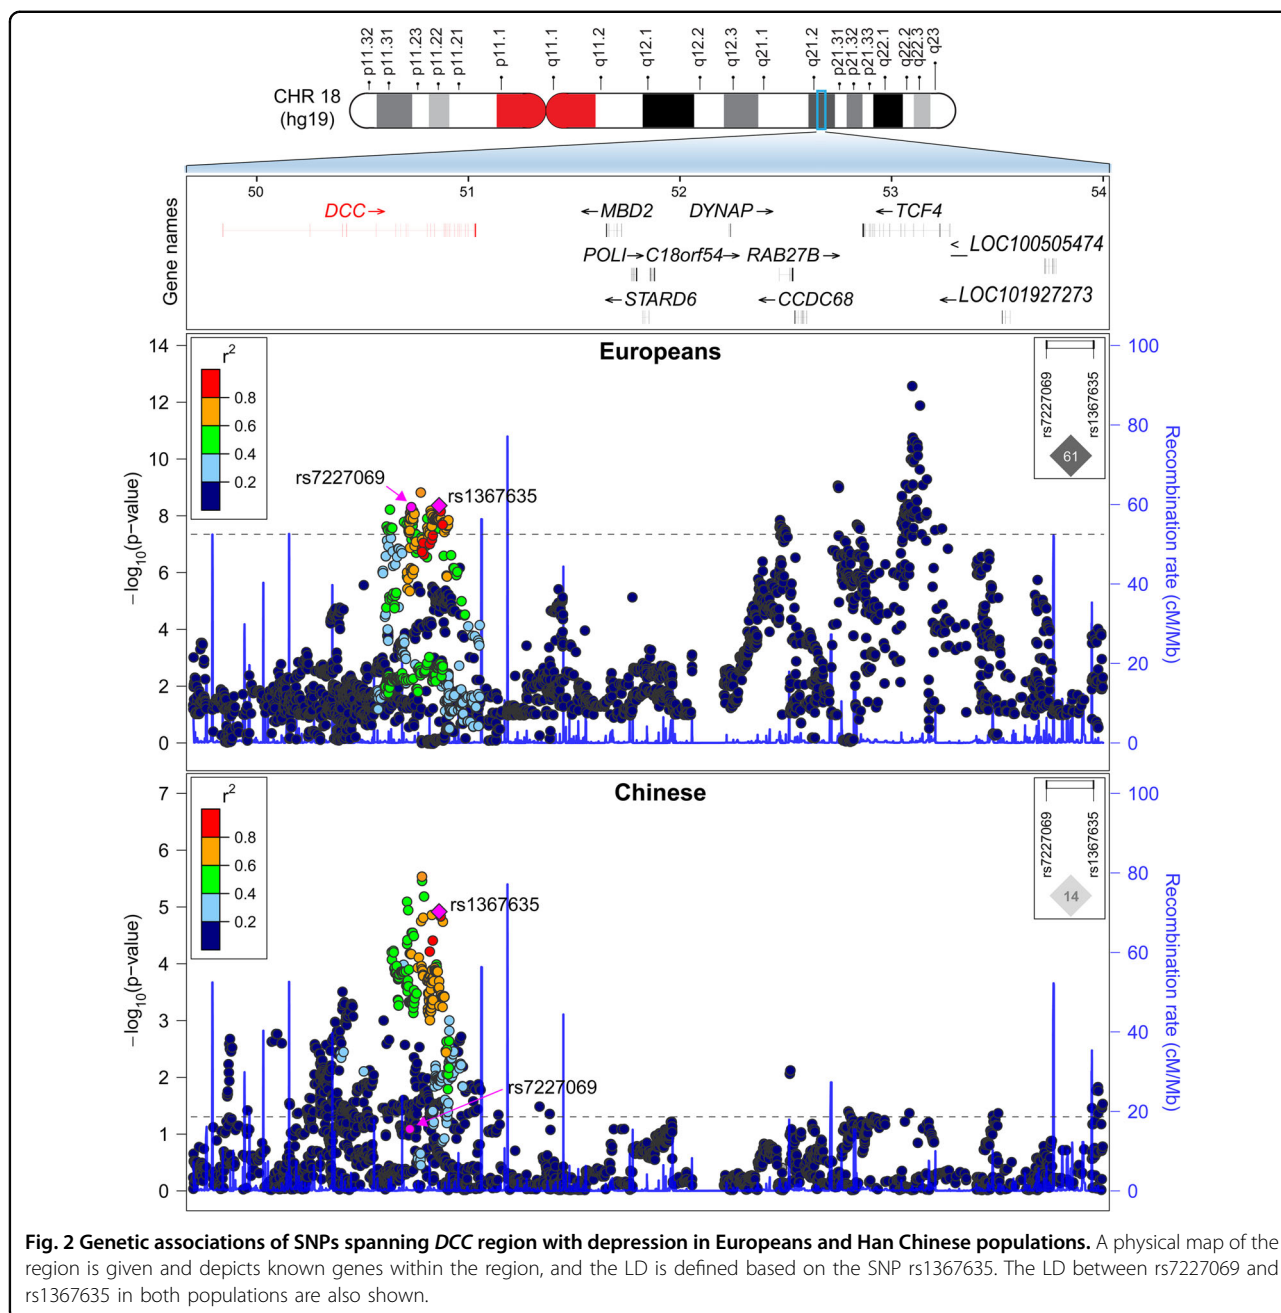 p11.32 p11.31 p11.23 p11.22 p11.21 p11.1 q11.1 q11.2 q12.1 q12.2 q12.3 q21.1 q21.2 p21.31 p21.32 p21.33 q22.1 q22.2 q22.3 q23
CHR 18
(hg19)
50 51 52 53 54
Gene names
DCC→ ←MBD2 DYNAP→ ←TCF4
POLI→ C18orf54→ RAB27B→ < LOC100505474
←STARD6 ←CCDC68 ←LOC101927273
Europeans
−log10(p−value)
14
12
10
8
6
4
2
0
r2
0.8
0.6
0.4
0.2
rs7227069
rs1367635
rs7227069
rs1367635
61
100
80
60
40
20
0
Recombination rate (cM/Mb)
Chinese
−log10(p−value)
7
6
5
4
3
2
1
0
r2
0.8
0.6
0.4
0.2
rs1367635
rs7227069
rs7227069
rs1367635
14
100
80
60
40
20
0
Recombination rate (cM/Mb)
Fig. 2 Genetic associations of SNPs spanning DCC region with depression in Europeans and Han Chinese populations. A physical map of the
region is given and depicts known genes within the region, and the LD is defined based on the SNP rs1367635. The LD between rs7227069 and
rs1367635 in both populations are also shown.